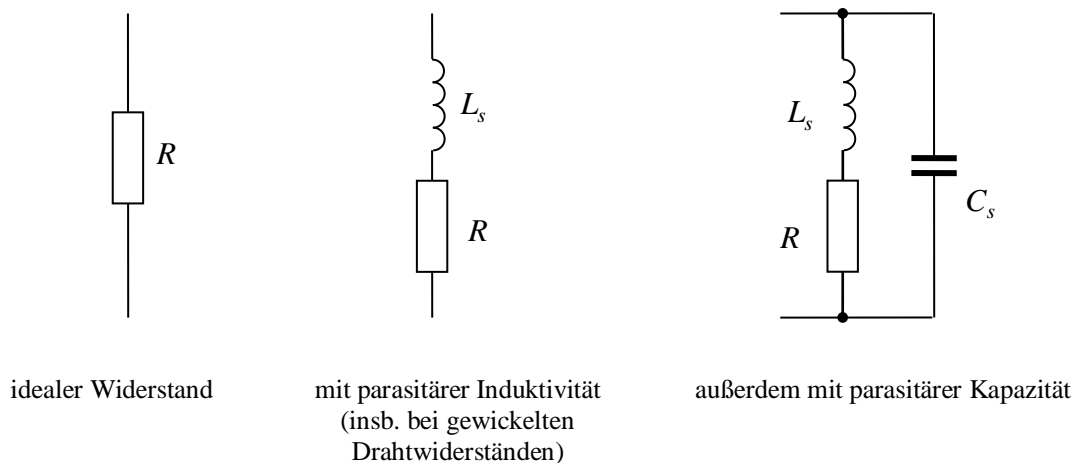 R
L_s
R
L_s
R
C_s
idealer Widerstand
mit parasitärer Induktivität
(insb. bei gewickelten
Drahtwiderständen)
außerdem mit parasitärer Kapazität